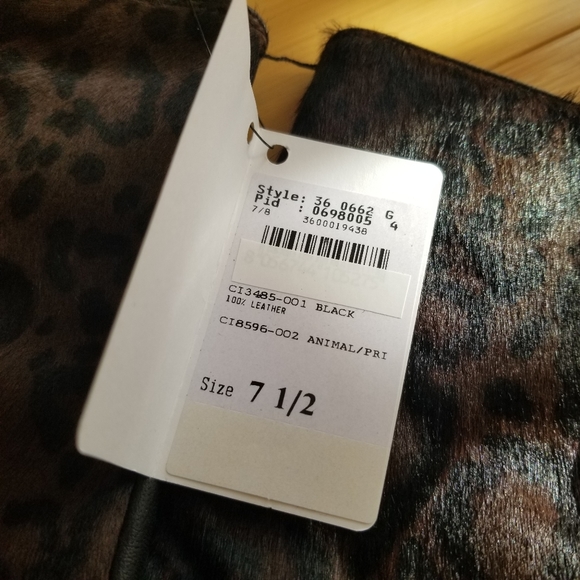 Style: 36 0662 G
Pid : 0698005 4
7/8 3600019438
CI3485-001 BLACK
100% LEATHER
CI8596-002 ANIMAL/PRI
Size 7 1/2